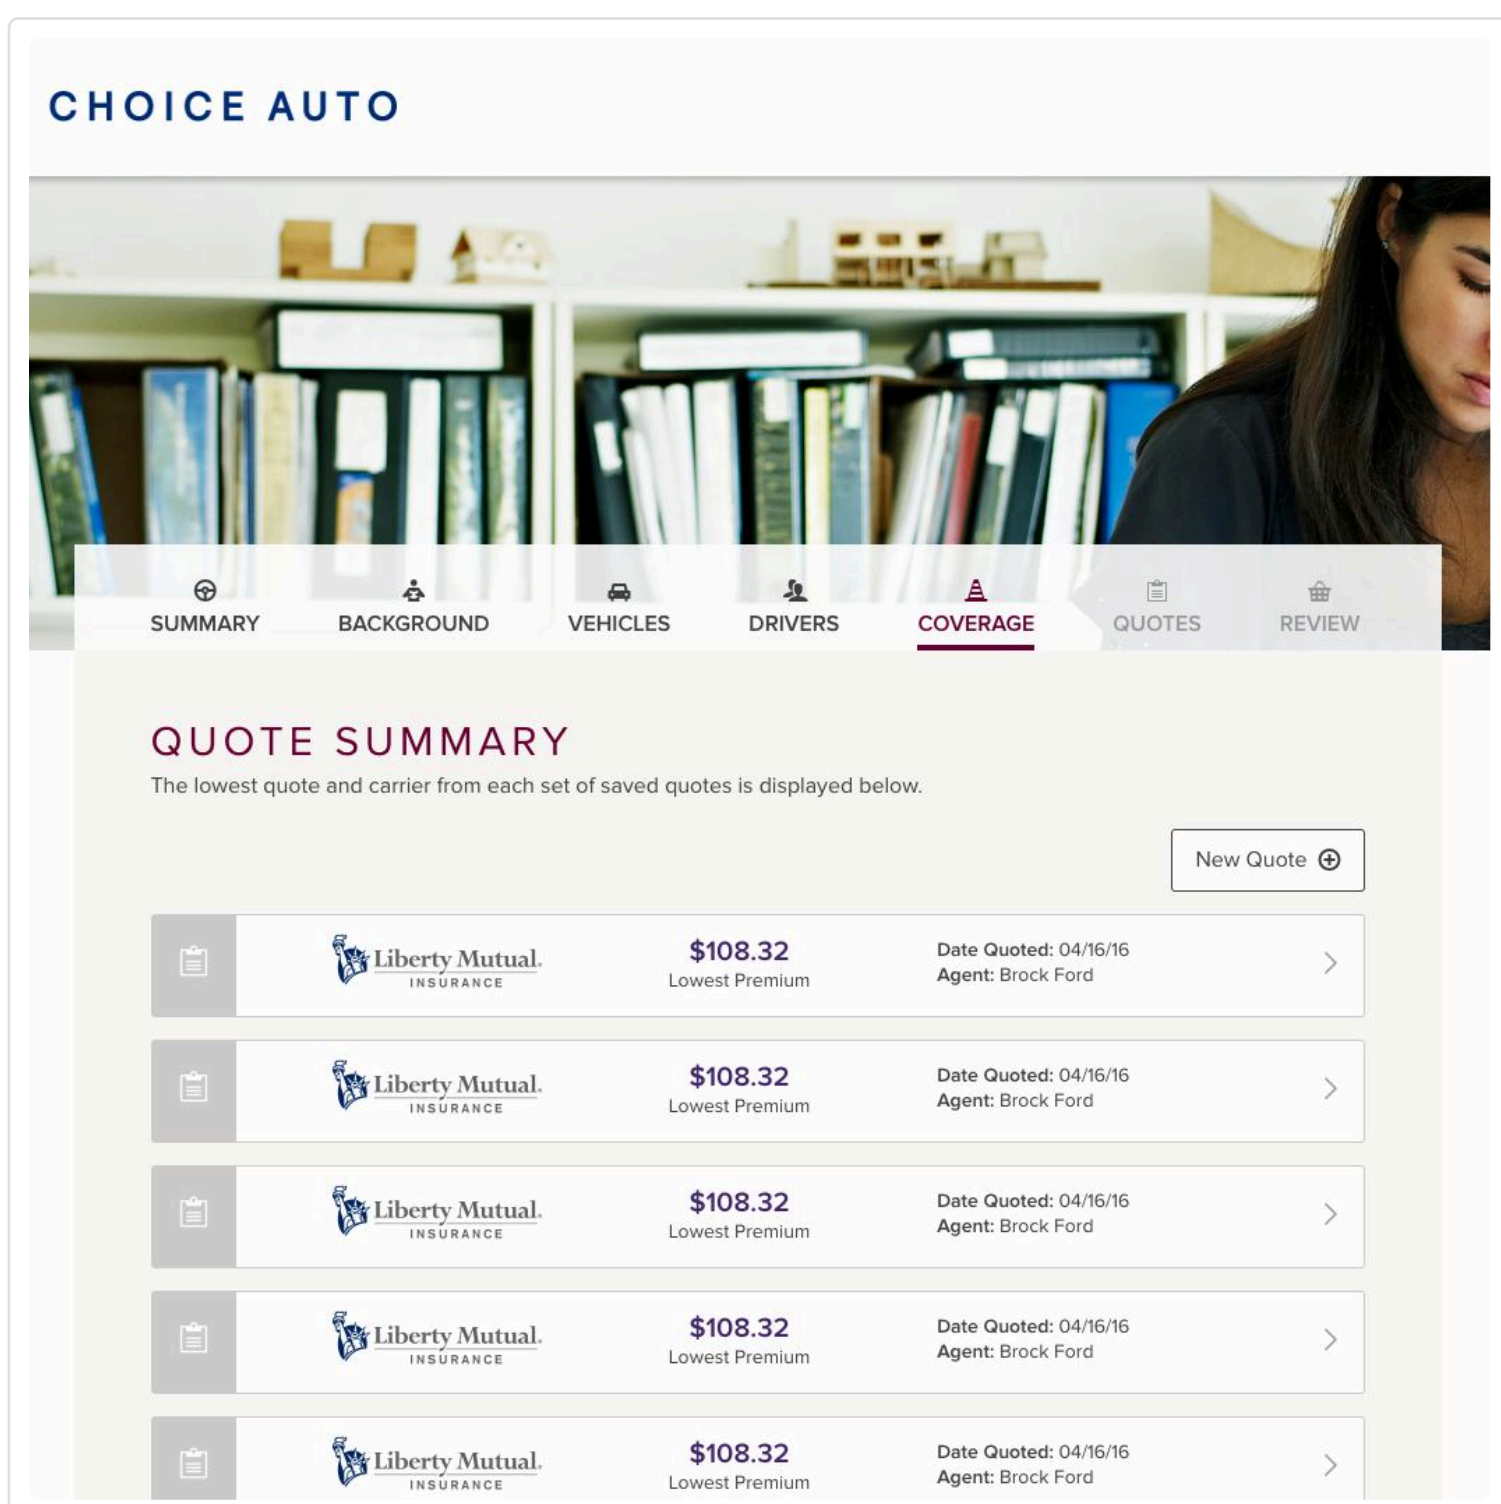 CHOICE AUTO
SUMMARY BACKGROUND VEHICLES DRIVERS COVERAGE QUOTES REVIEW
QUOTE SUMMARY
The lowest quote and carrier from each set of saved quotes is displayed below.
New Quote
Liberty Mutual.
INSURANCE
$108.32
Lowest Premium
Date Quoted: 04/16/16
Agent: Brock Ford
Liberty Mutual.
INSURANCE
$108.32
Lowest Premium
Date Quoted: 04/16/16
Agent: Brock Ford
Liberty Mutual.
INSURANCE
$108.32
Lowest Premium
Date Quoted: 04/16/16
Agent: Brock Ford
Liberty Mutual.
INSURANCE
$108.32
Lowest Premium
Date Quoted: 04/16/16
Agent: Brock Ford
Liberty Mutual.
INSURANCE
$108.32
Lowest Premium
Date Quoted: 04/16/16
Agent: Brock Ford